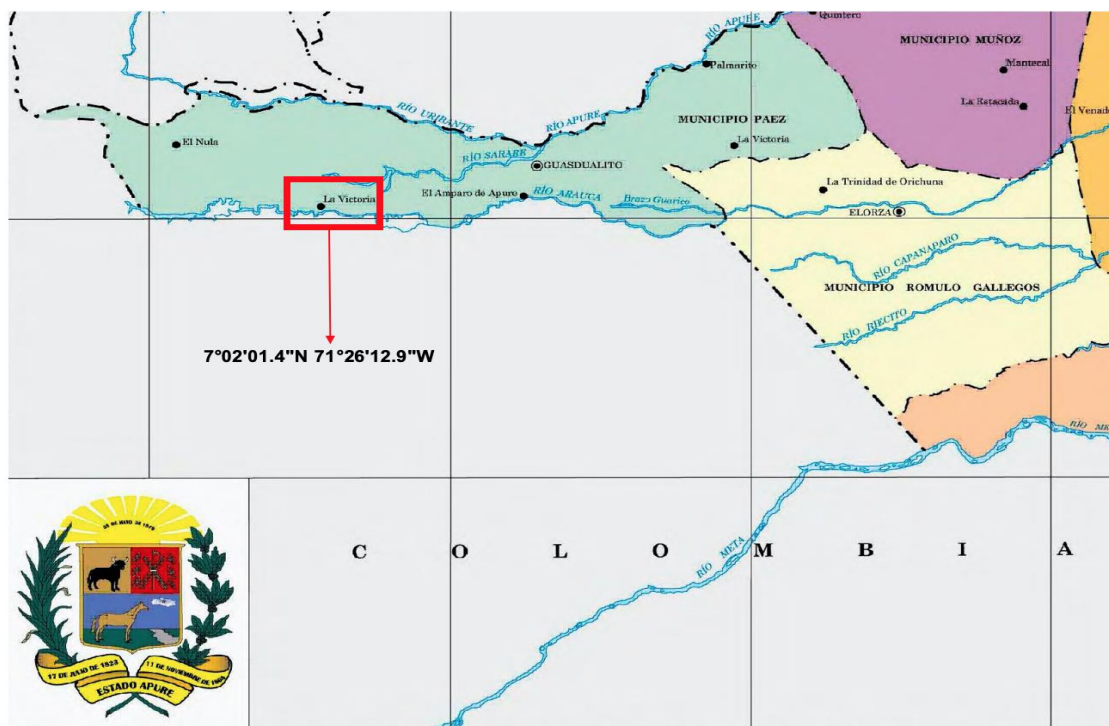 Quintero
RÍO APURE
MUNICIPIO MUÑOZ
Palmarito
Mantecal
La Estacada
RÍO URIBANTE
RÍO APURE
MUNICIPIO PAEZ
El Venado
El Nula
RÍO SARARE
La Victoria
GUASDUALITO
La Trinidad de Orichuna
La Victoria
El Amparo de Apure
RÍO ARAUCA
Brazo Guarico
ELORZA
RÍO CAPANAPARO
MUNICIPIO ROMULO GALLEGOS
RÍO RIECITO
7°02'01.4"N 71°26'12.9"W
RÍO ME
C O L O M B I A
RÍO META
17 DE JULIO DE 1823
ESTADO APURE